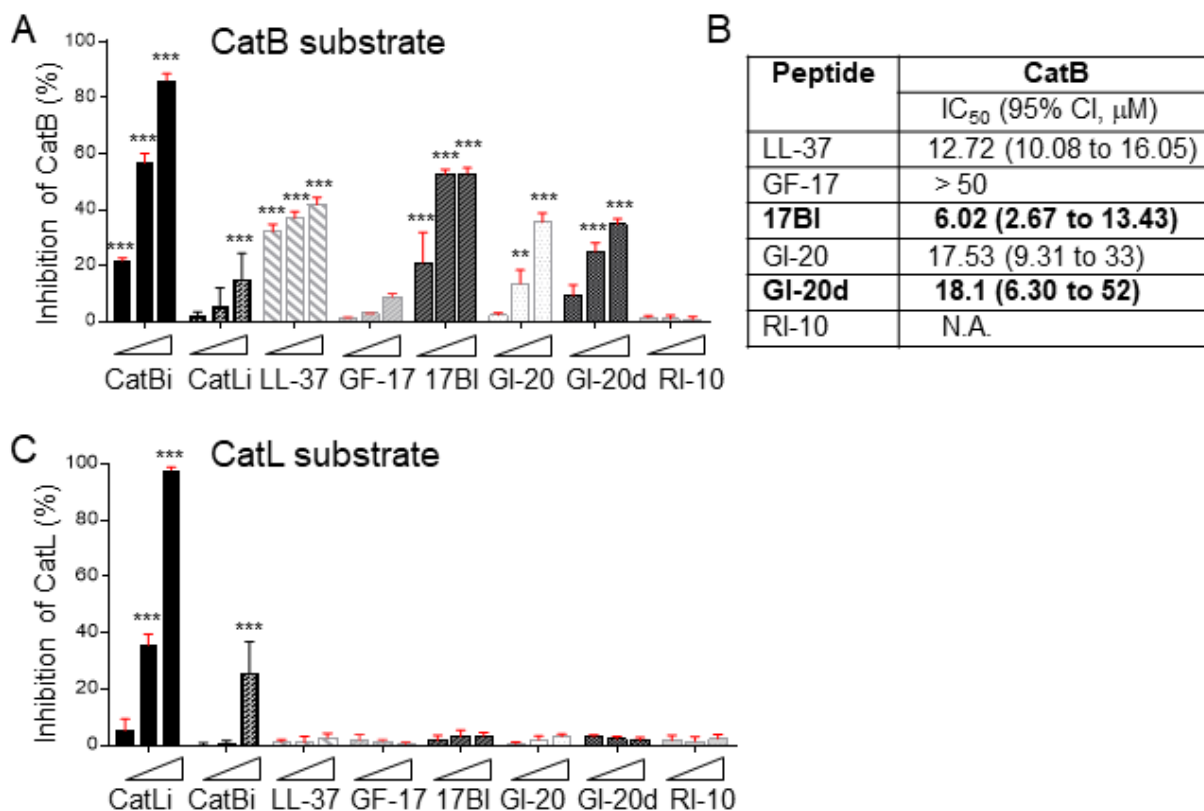 A
CatB substrate
Inhibition of CatB (%)
100
80
60
40
20
0
*** *** ***
***
*** *** ***
*** *** ***
** ***
*** ***
CatBi CatLi LL-37 GF-17 17BI GI-20 GI-20d RI-10
B
Peptide CatB
IC50 (95% CI, μM)
LL-37 12.72 (10.08 to 16.05)
GF-17 > 50
17BI 6.02 (2.67 to 13.43)
GI-20 17.53 (9.31 to 33)
GI-20d 18.1 (6.30 to 52)
RI-10 N.A.
C
CatL substrate
Inhibition of CatL (%)
100
80
60
40
20
0
*** ***
***
CatLi CatBi LL-37 GF-17 17BI GI-20 GI-20d RI-10